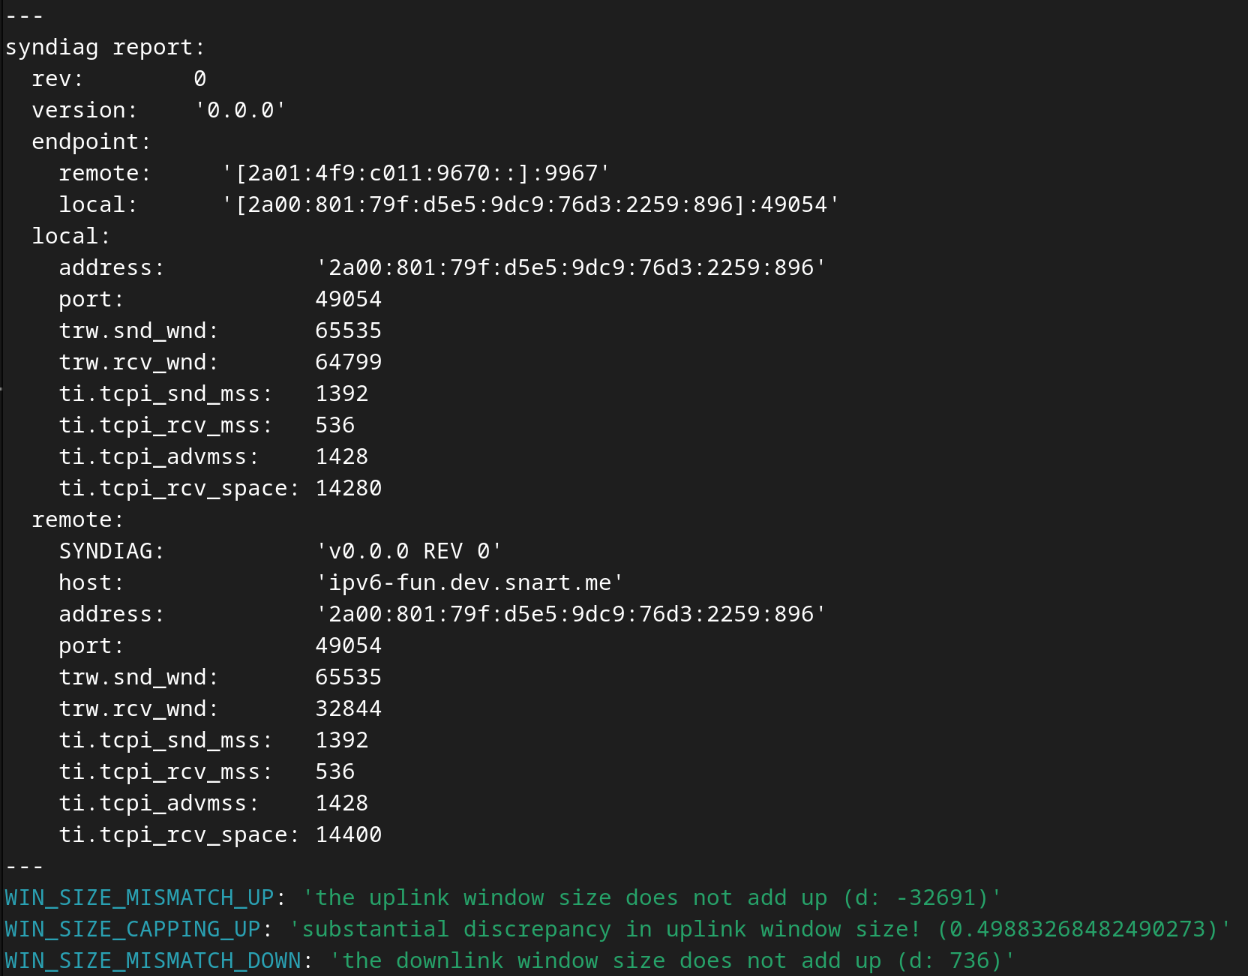 ---
syndiag report:
  rev:        0
  version:    '0.0.0'
  endpoint:
    remote:     '[2a01:4f9:c011:9670::]:9967'
    local:      '[2a00:801:79f:d5e5:9dc9:76d3:2259:896]:49054'
  local:
    address:           '2a00:801:79f:d5e5:9dc9:76d3:2259:896'
    port:              49054
    trw.snd_wnd:       65535
    trw.rcv_wnd:       64799
    ti.tcpi_snd_mss:   1392
    ti.tcpi_rcv_mss:   536
    ti.tcpi_advmss:    1428
    ti.tcpi_rcv_space: 14280
  remote:
    SYNDIAG:           'v0.0.0 REV 0'
    host:              'ipv6-fun.dev.snart.me'
    address:           '2a00:801:79f:d5e5:9dc9:76d3:2259:896'
    port:              49054
    trw.snd_wnd:       65535
    trw.rcv_wnd:       32844
    ti.tcpi_snd_mss:   1392
    ti.tcpi_rcv_mss:   536
    ti.tcpi_advmss:    1428
    ti.tcpi_rcv_space: 14400
---
WIN_SIZE_MISMATCH_UP: 'the uplink window size does not add up (d: -32691)'
WIN_SIZE_CAPPING_UP: 'substantial discrepancy in uplink window size! (0.49883268482490273)'
WIN_SIZE_MISMATCH_DOWN: 'the downlink window size does not add up (d: 736)'